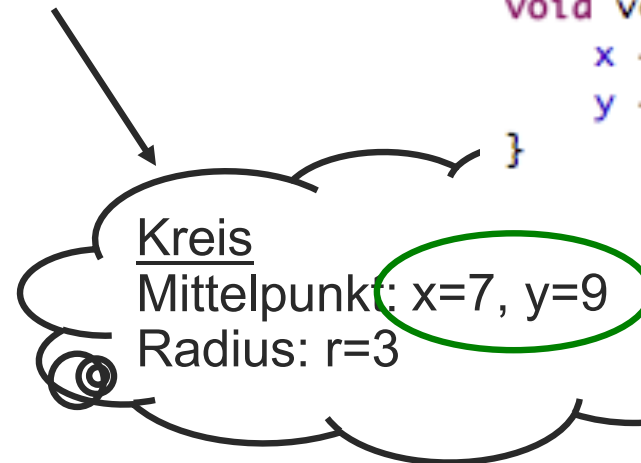 void
x
y
}
Kreis
Mittelpunkt: x=7, y=9
Radius: r=3